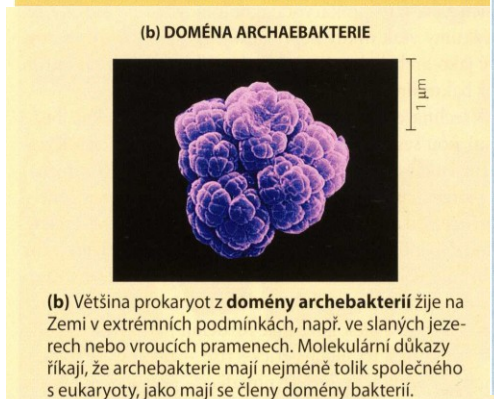 (b) DOMÉNA ARCHAEBAKTERIE
1 µm
(b) Většina prokaryot z domény archebakterií žije na
Zemi v extrémních podmínkách, např. ve slaných jeze-
rech nebo vroucích pramenech. Molekulární důkazy
říkají, že archebakterie mají nejméně tolik společného
s eukaryoty, jako mají se členy domény bakterií.